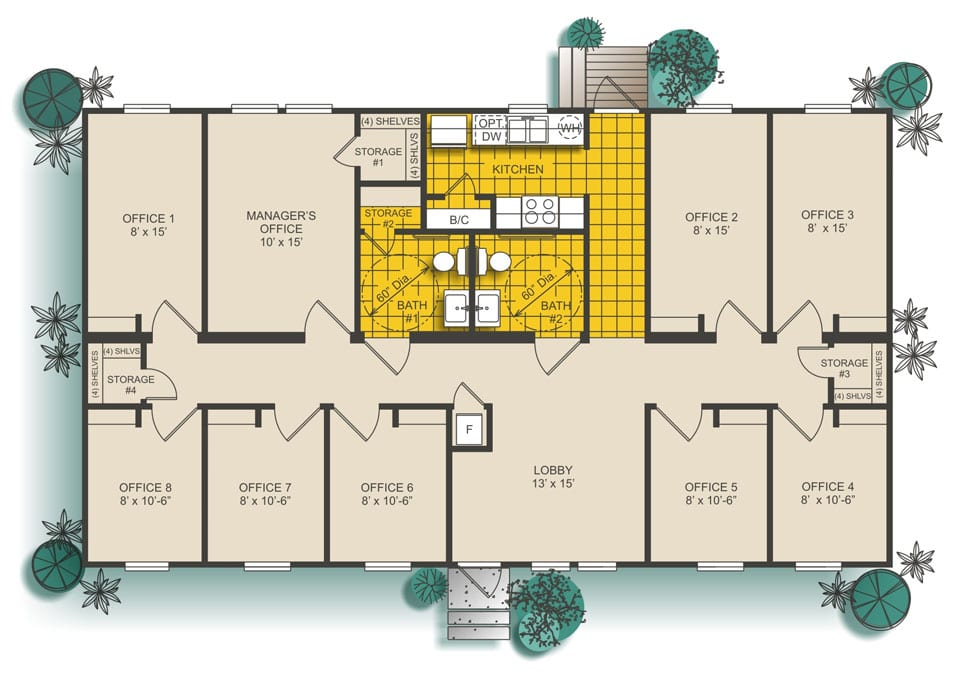 (4) SHELVES
STORAGE
#1
(4) SHLVS
OPT.
DW
WH
KITCHEN
B/C
STORAGE
#2
OFFICE 1
8' x 15'
MANAGER'S
OFFICE
10' x 15'
OFFICE 2
8' x 15'
OFFICE 3
8' x 15'
60" Dia.
BATH
#1
60" Dia.
BATH
#2
(4) SHELVES
(4) SHLVS
STORAGE
#4
STORAGE
#3
(4) SHELVES
(4) SHLVS
F
OFFICE 8
8' x 10'-6"
OFFICE 7
8' x 10'-6"
OFFICE 6
8' x 10'-6"
LOBBY
13' x 15'
OFFICE 5
8' x 10'-6"
OFFICE 4
8' x 10'-6"